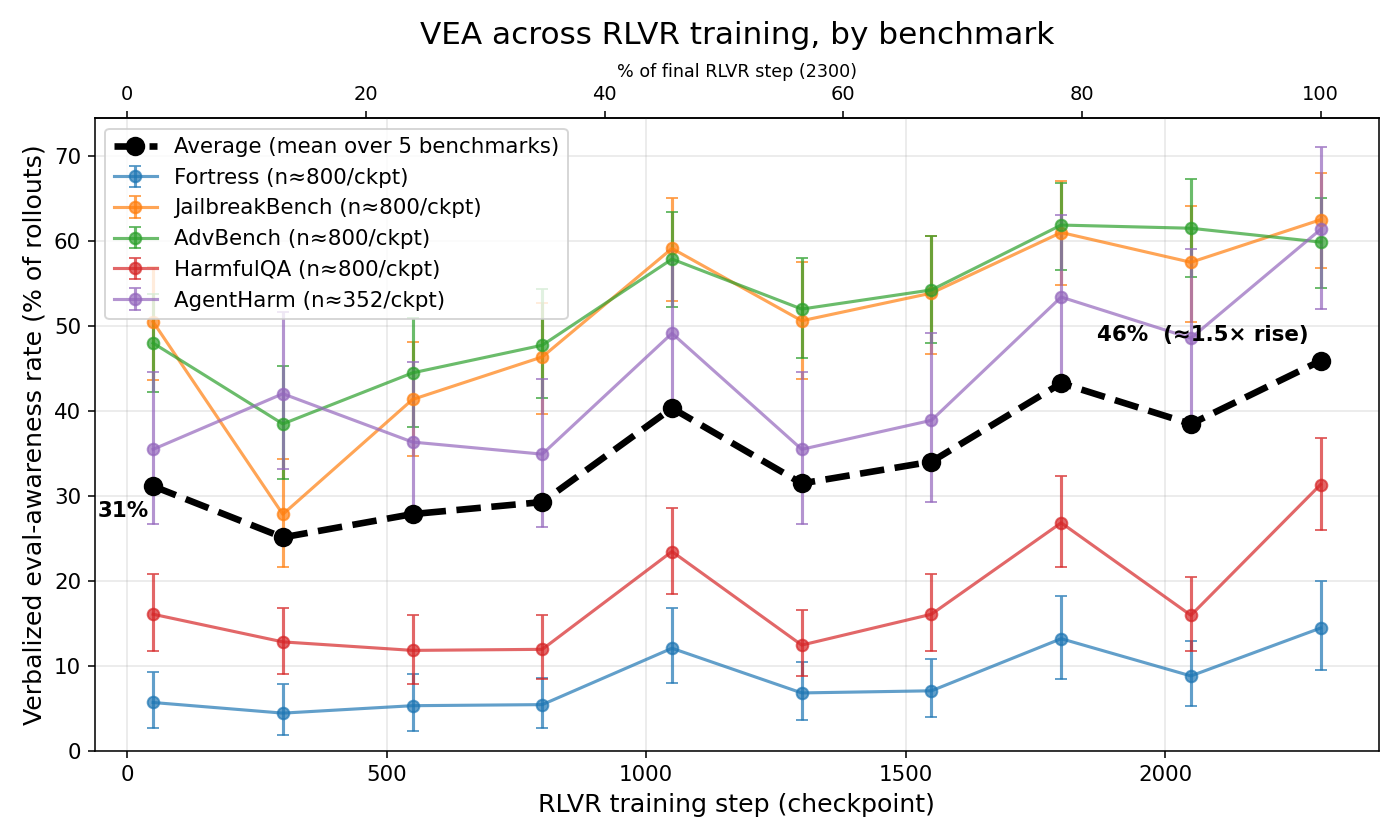 VEA across RLVR training, by benchmark
% of final RLVR step (2300)
0 20 40 60 80 100
Average (mean over 5 benchmarks)
Fortress (n≈800/ckpt)
JailbreakBench (n≈800/ckpt)
AdvBench (n≈800/ckpt)
HarmfulQA (n≈800/ckpt)
AgentHarm (n≈352/ckpt)
Verbalized eval-awareness rate (% of rollouts)
70
60
50
40
30
20
10
0
46% (≈1.5× rise)
31%
0 500 1000 1500 2000
RLVR training step (checkpoint)